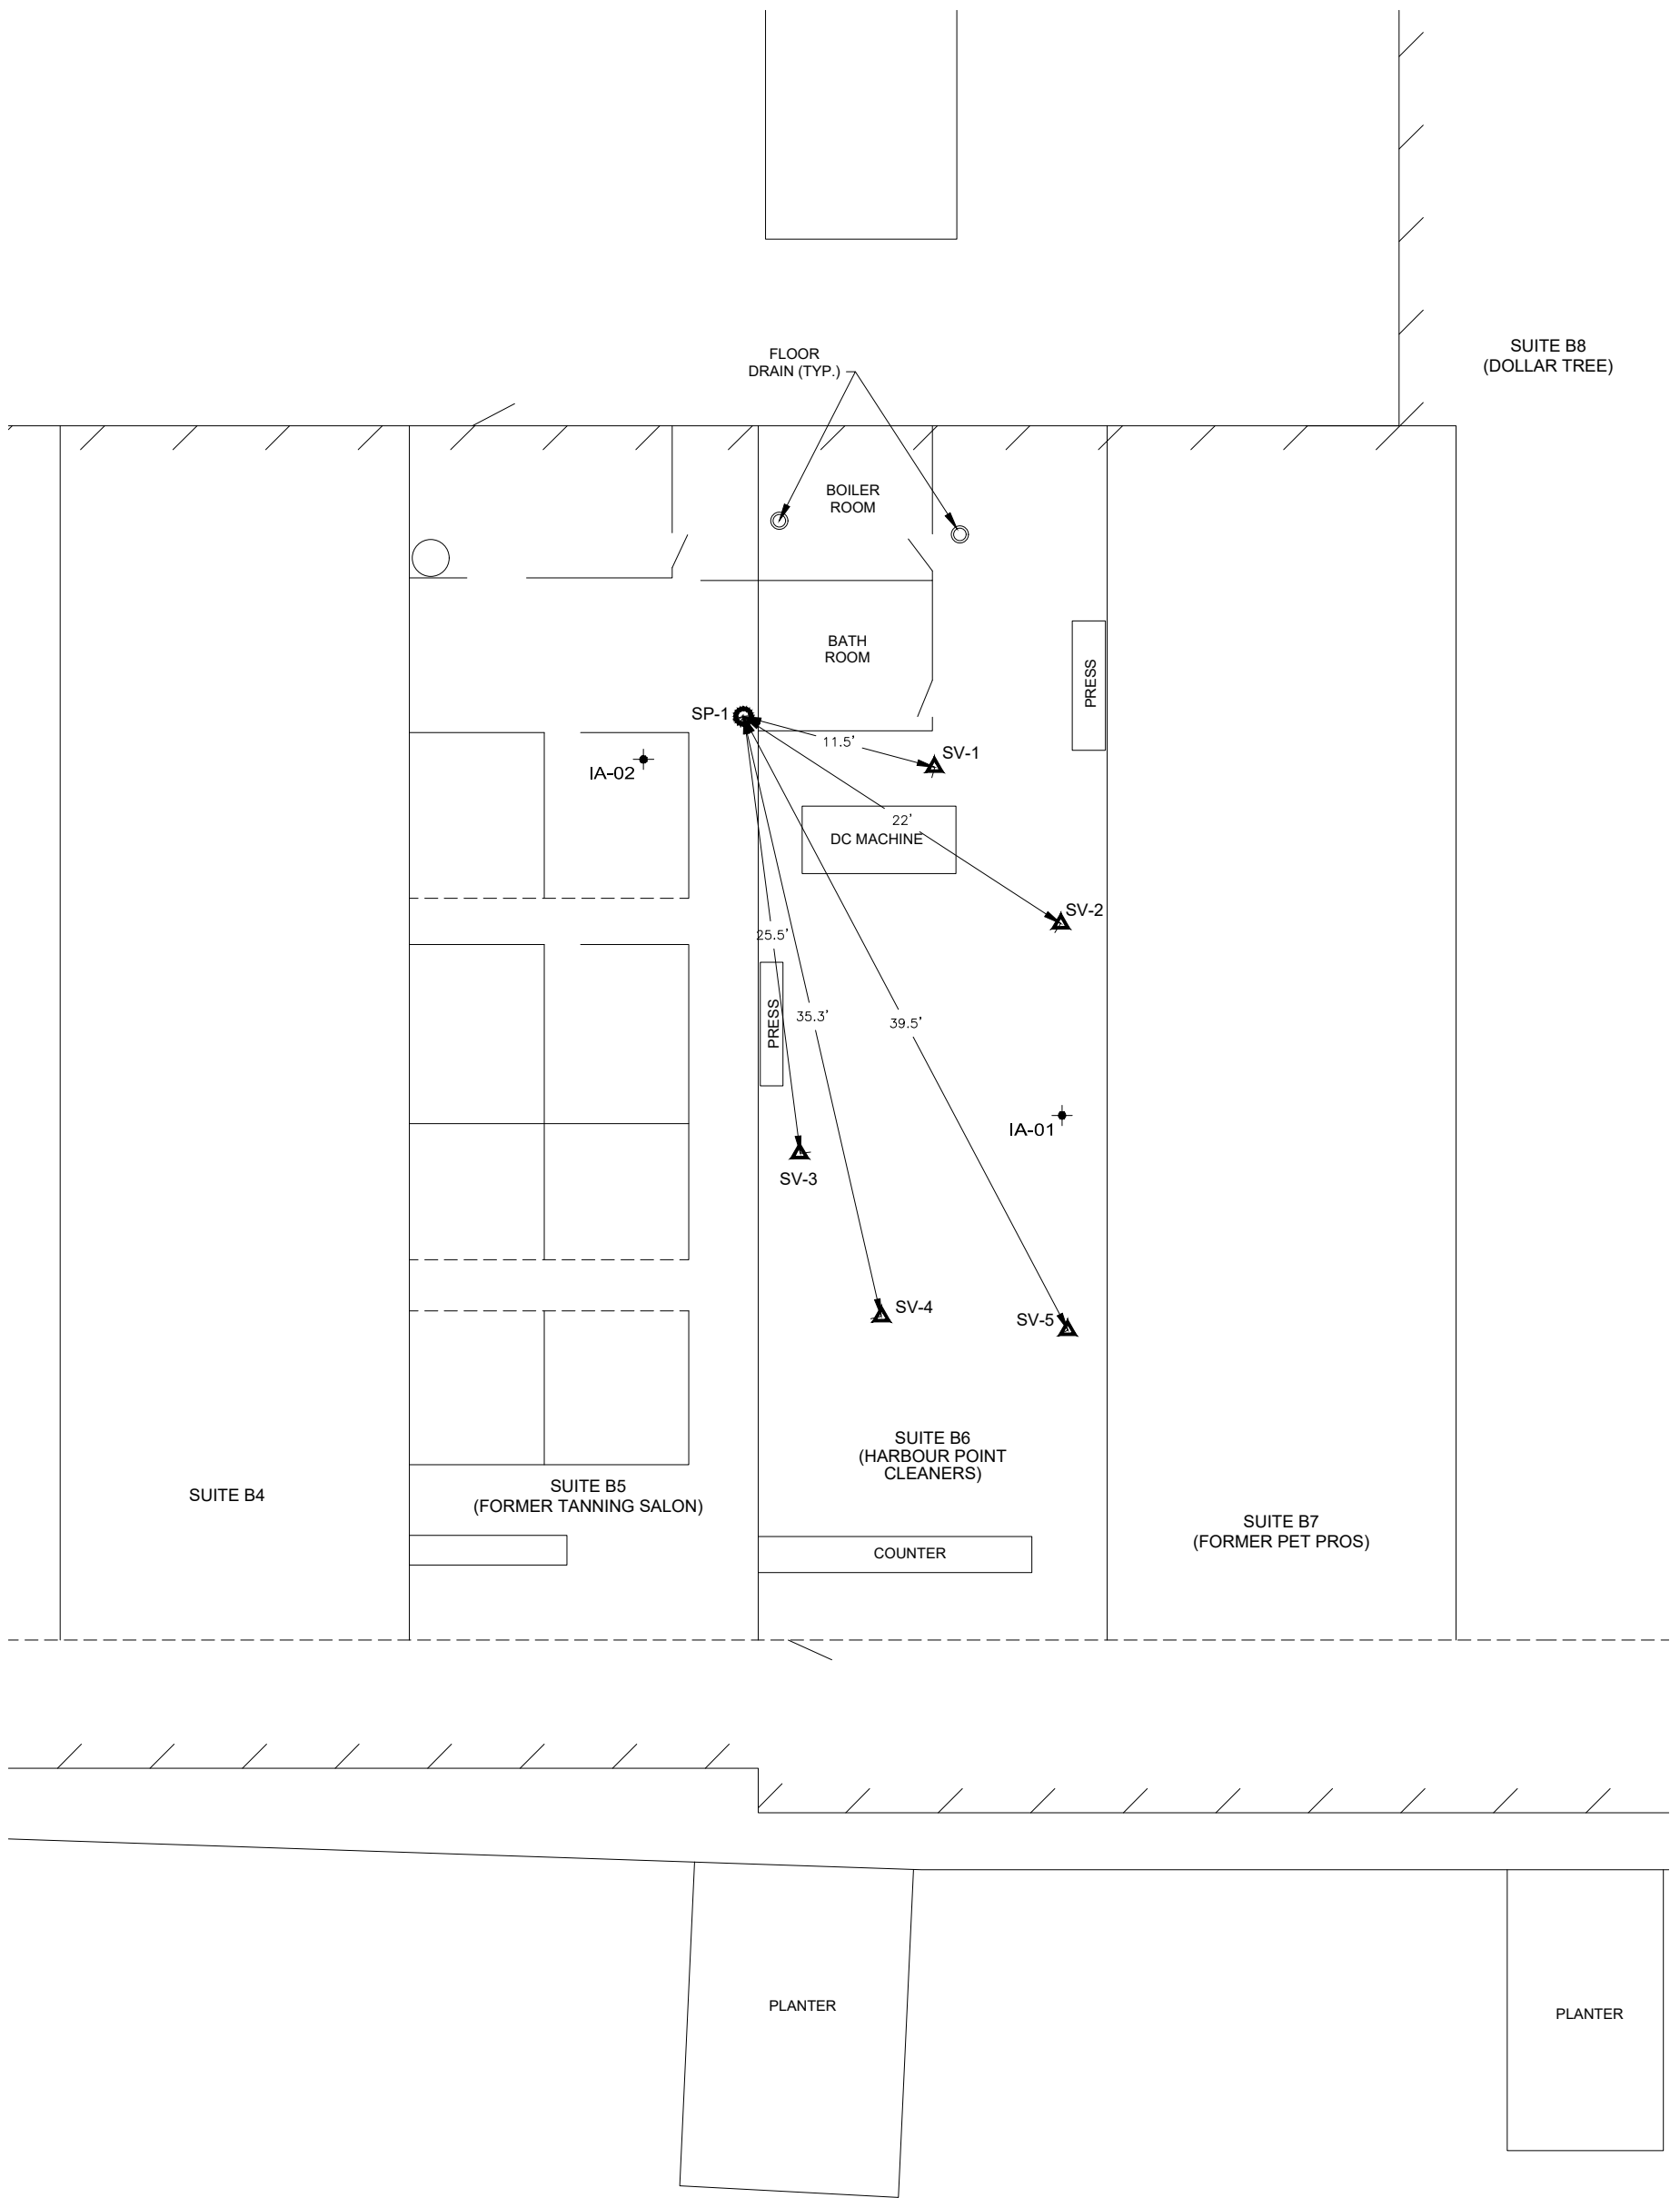 SUITE B8
(DOLLAR TREE)
FLOOR
DRAIN (TYP.)
BOILER
ROOM
BATH
ROOM
PRESS
SP-1
11.5'
SV-1
IA-02
22'
DC MACHINE
SV-2
25.5'
PRESS
35.3'
39.5'
IA-01
SV-3
SV-4
SV-5
SUITE B6
(HARBOUR POINT
CLEANERS)
SUITE B4
SUITE B5
(FORMER TANNING SALON)
SUITE B7
(FORMER PET PROS)
COUNTER
PLANTER
PLANTER